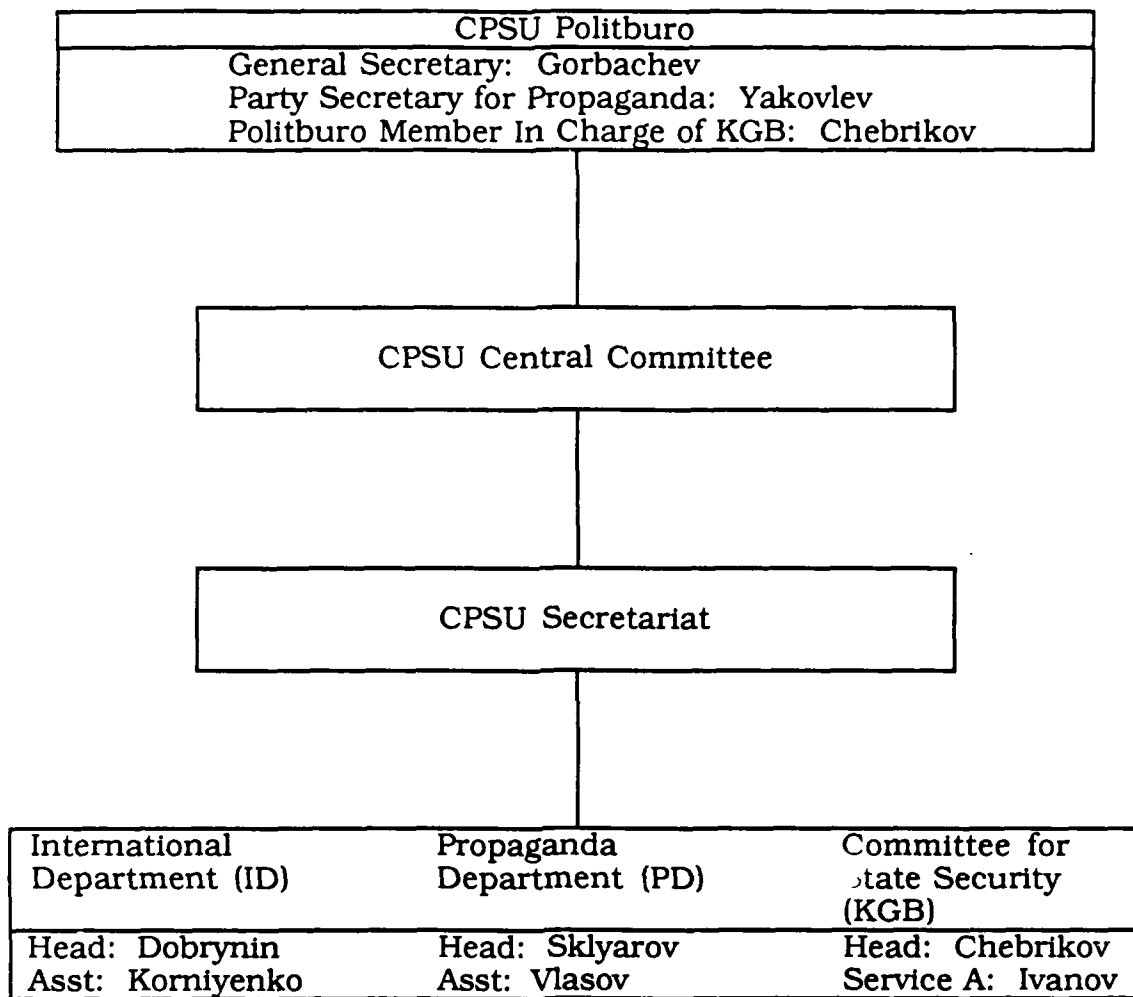 CPSU Politburo
General Secretary: Gorbachev
Party Secretary for Propaganda: Yakovlev
Politburo Member In Charge of KGB: Chebrikov
CPSU Central Committee
CPSU Secretariat
International
Department (ID)
Propaganda
Department (PD)
Committee for
tate Security
(KGB)
Head: Dobrynin
Asst: Korniyenko
Head: Sklyarov
Asst: Vlasov
Head: Chebrikov
Service A: Ivanov